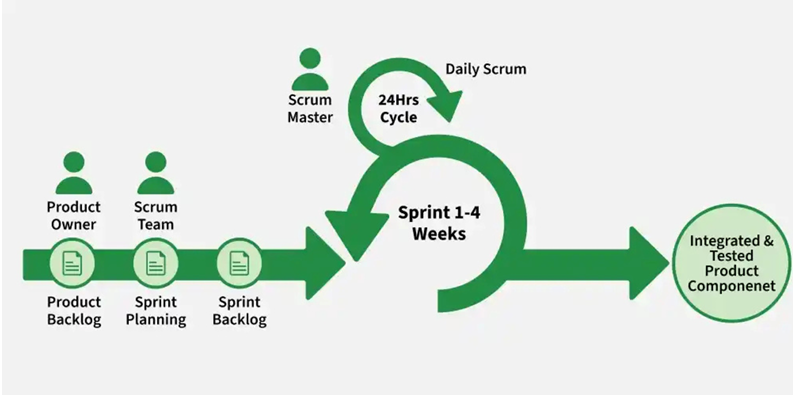 Scrum
Master
24Hrs
Cycle
Daily Scrum
Product
Owner
Scrum
Team
Sprint 1-4
Weeks
Product
Backlog
Sprint
Planning
Sprint
Backlog
Integrated &
Tested
Product
Componenet